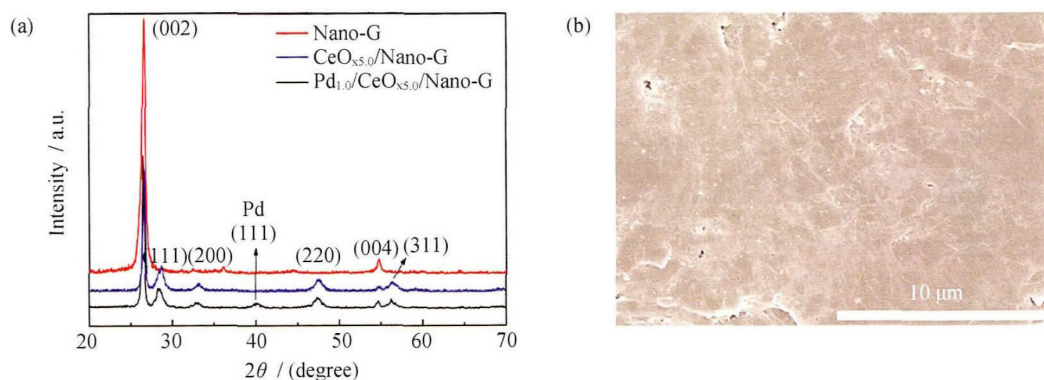 (a)
(002)
Nano-G
CeOx5.0/Nano-G
Pd1.0/CeOx5.0/Nano-G
Pd
(111)
111)
(200)
(220)
(004)
(311)
Intensity / a.u.
20 30 40 50 60 70
2θ / (degree)
(b)
10 μm